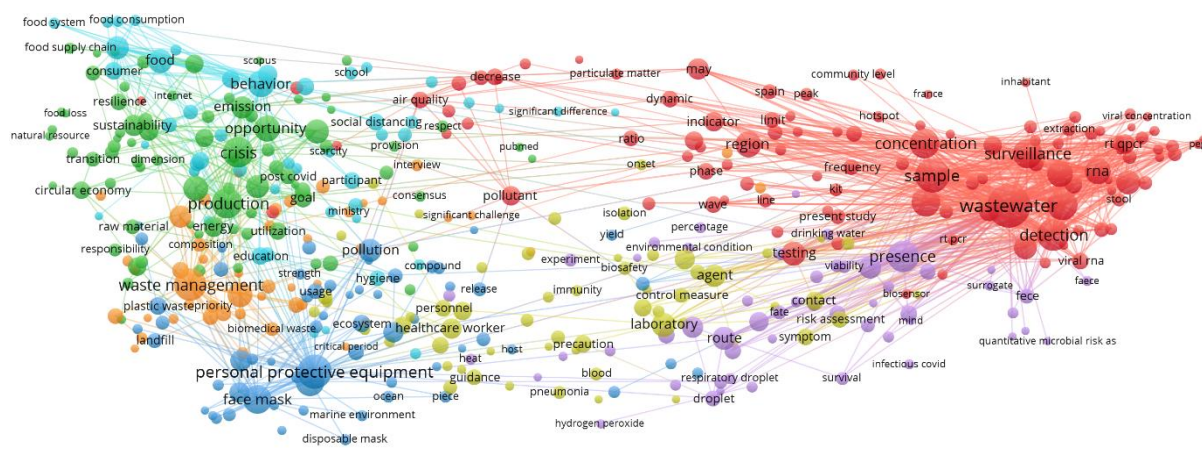 food system
food consumption
food supply chain
food
scopus
consumer
behavior
school
decrease
particulate matter
may
community level
inhabitant
internet
resilience
emission
air quality
dynamic
spain
peak
france
food loss
significant difference
viral concentration
sustainability
opportunity
social distancing
respect
indicator
limit
hotspot
extraction
natural resource
provision
ratio
region
concentration
rt qpcr
transition
dimension
crisis
scarcity
pubmed
surveillance
interview
onset
frequency
post covid
participant
phase
kit
sample
rna
circular economy
goal
consensus
pollutant
stool
production
ministry
wave
line
wastewater
raw material
energy
utilization
significant challenge
isolation
present study
percentage
drinking water
detection
responsibility
composition
pollution
yield
environmental condition
rt pcr
education
testing
presence
experiment
biosafety
viral rna
strength
hygiene
compound
agent
viability
waste management
usage
release
immunity
control measure
surrogate
faece
fece
biosensor
contact
plastic waste
priority
personnel
fate
biomedical waste
ecosystem
healthcare worker
laboratory
risk assessment
mind
landfill
route
symptom
critical period
host
precaution
quantitative microbial risk as
heat
personal protective equipment
guidance
blood
respiratory droplet
survival
infectious covid
face mask
ocean
piece
pneumonia
droplet
marine environment
hydrogen peroxide
disposable mask